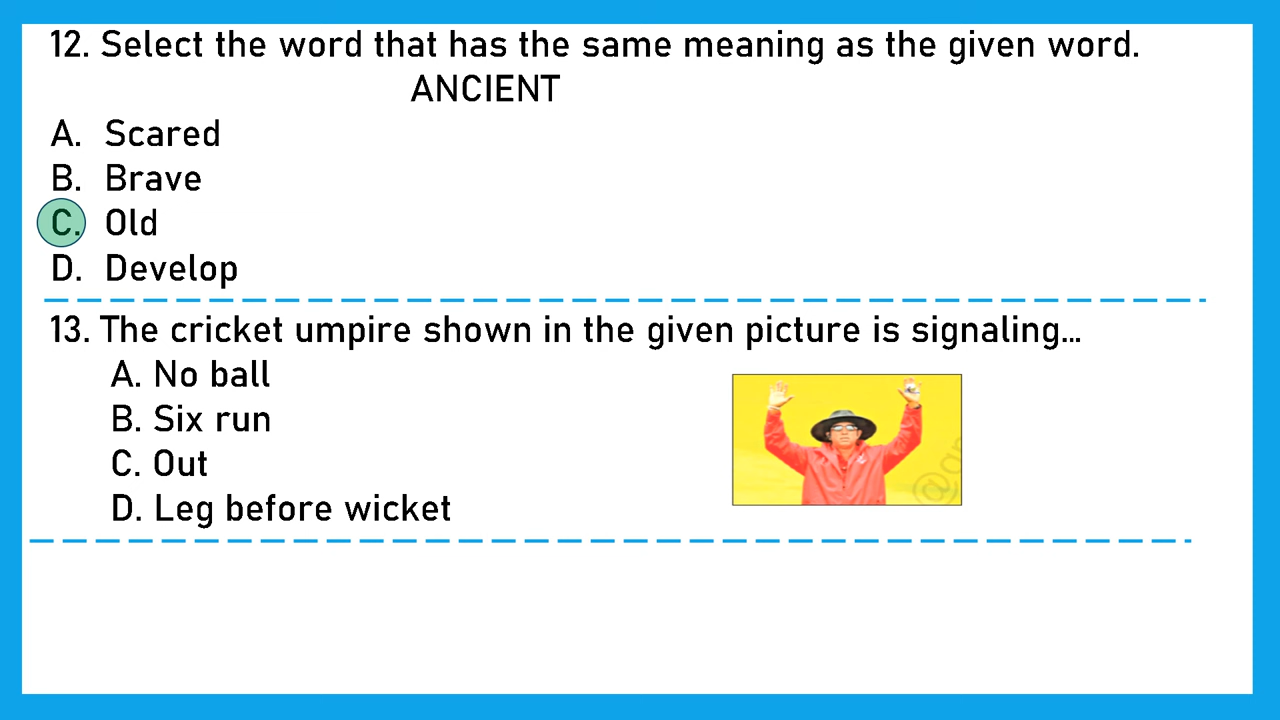 12. Select the word that has the same meaning as the given word.
ANCIENT
A. Scared
B. Brave
C. Old
D. Develop
13. The cricket umpire shown in the given picture is signaling...
A. No ball
B. Six run
C. Out
D. Leg before wicket